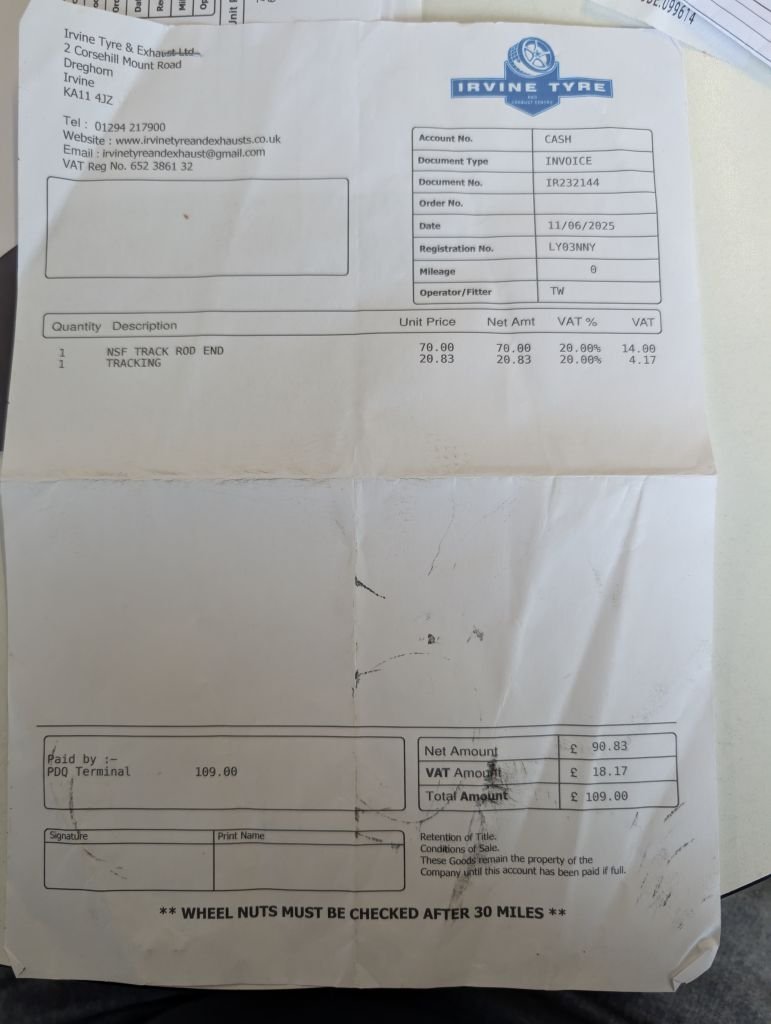 Irvine Tyre & Exhaust Ltd
2 Corsehill Mount Road
Dreghorn
Irvine
KA11 4JZ
Tel : 01294 217900
Website : www.irvinetyreandexhausts.co.uk
Email : irvinetyreandexhaust@gmail.com
VAT Reg No. 652 3861 32
IRVINE TYRE
AND
EXHAUST CENTRE
Account No. CASH
Document Type INVOICE
Document No. IR232144
Order No.
Date 11/06/2025
Registration No. LY03NNY
Mileage 0
Operator/Fitter TW
Quantity Description Unit Price Net Amt VAT % VAT
1 NSF TRACK ROD END 70.00 70.00 20.00% 14.00
1 TRACKING 20.83 20.83 20.00% 4.17
Paid by :-
PDQ Terminal 109.00
Net Amount £ 90.83
VAT Amount £ 18.17
Total Amount £ 109.00
Signature Print Name
Retention of Title.
Conditions of Sale.
These Goods remain the property of the
Company until this account has been paid if full.
** WHEEL NUTS MUST BE CHECKED AFTER 30 MILES **